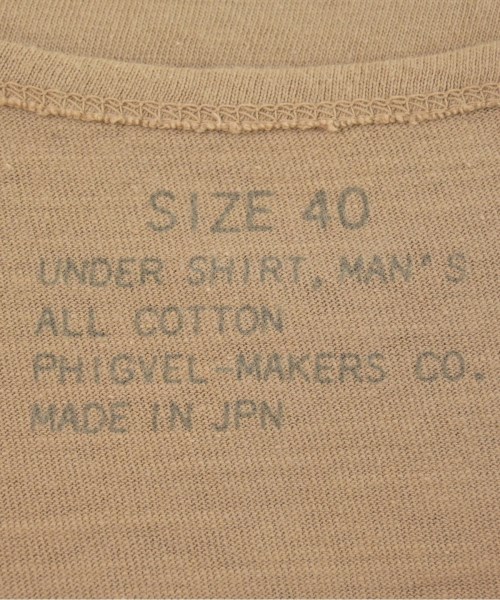 SIZE 40
UNDER SHIRT, MAN'S
ALL COTTON
PHIGVEL-MAKERS CO.
MADE IN JPN